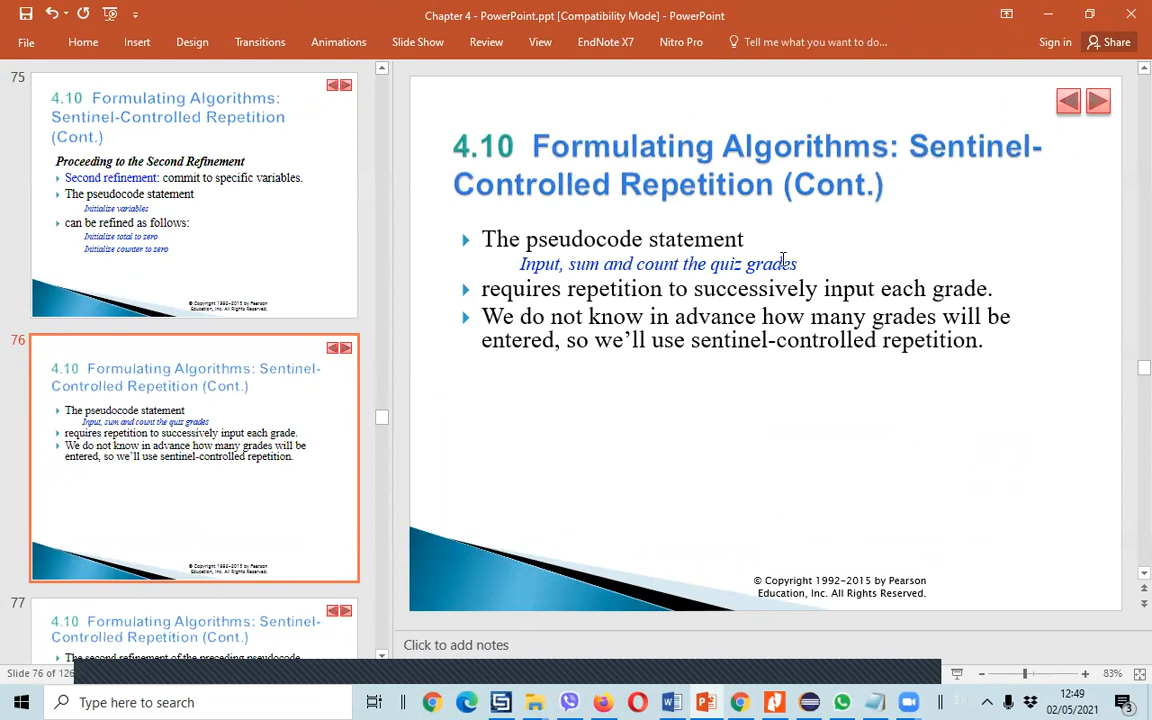 Chapter 4 - PowerPoint.ppt [Compatibility Mode] - PowerPoint
File Home Insert Design Transitions Animations Slide Show Review View EndNote X7 Nitro Pro Tell me what you want to do... Sign in Share
75
4.10 Formulating Algorithms:
Sentinel-Controlled Repetition
(Cont.)
Proceeding to the Second Refinement
Second refinement: commit to specific variables.
The pseudocode statement
Initialize variables
can be refined as follows:
Initialize total to zero
Initialize counter to zero
© Copyright 1992-2015 by Pearson
Education, Inc. All Rights Reserved.
76
4.10 Formulating Algorithms: Sentinel-
Controlled Repetition (Cont.)
The pseudocode statement
Input, sum and count the quiz grades
requires repetition to successively input each grade.
We do not know in advance how many grades will be
entered, so we'll use sentinel-controlled repetition.
© Copyright 1992-2015 by Pearson
Education, Inc. All Rights Reserved.
77
4.10 Formulating Algorithms: Sentinel-
Controlled Repetition (Cont.)
The second refinement of the preceding pseudocode
4.10 Formulating Algorithms: Sentinel-
Controlled Repetition (Cont.)
The pseudocode statement
Input, sum and count the quiz grades
requires repetition to successively input each grade.
We do not know in advance how many grades will be
entered, so we'll use sentinel-controlled repetition.
© Copyright 1992-2015 by Pearson
Education, Inc. All Rights Reserved.
Click to add notes
Slide 76 of 126
83%
Type here to search
12:49
02/05/2021
3